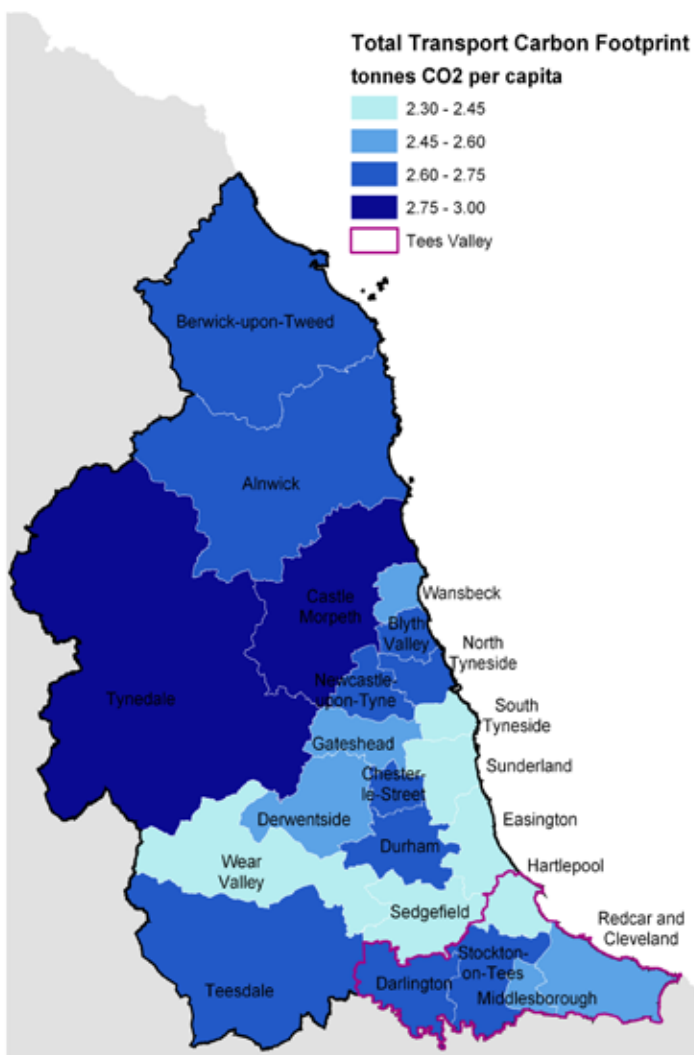 Total Transport Carbon Footprint
tonnes CO2 per capita
2.30 - 2.45
2.45 - 2.60
2.60 - 2.75
2.75 - 3.00
Tees Valley
Berwick-upon-Tweed
Alnwick
Castle
Morpeth
Wansbeck
Blyth
Valley
North
Tyneside
Tynedale
Newcastle-
upon-Tyne
South
Tyneside
Gateshead
Sunderland
Chester-
le-Street
Derwentside
Easington
Durham
Wear
Valley
Hartlepool
Sedgefield
Redcar and
Cleveland
Stockton-
on-Tees
Teesdale
Darlington
Middlesborough